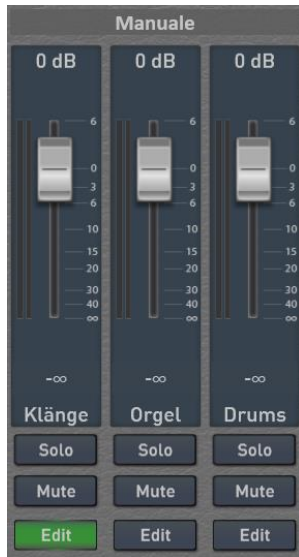 Manuale
0 dB 0 dB 0 dB
6 6 6
0 0 0
3 3 3
6 6 6
10 10 10
15 15 15
20 20 20
30 30 30
40 40 40
∞ ∞ ∞
-∞ -∞ -∞
Klänge Orgel Drums
Solo Solo Solo
Mute Mute Mute
Edit Edit Edit